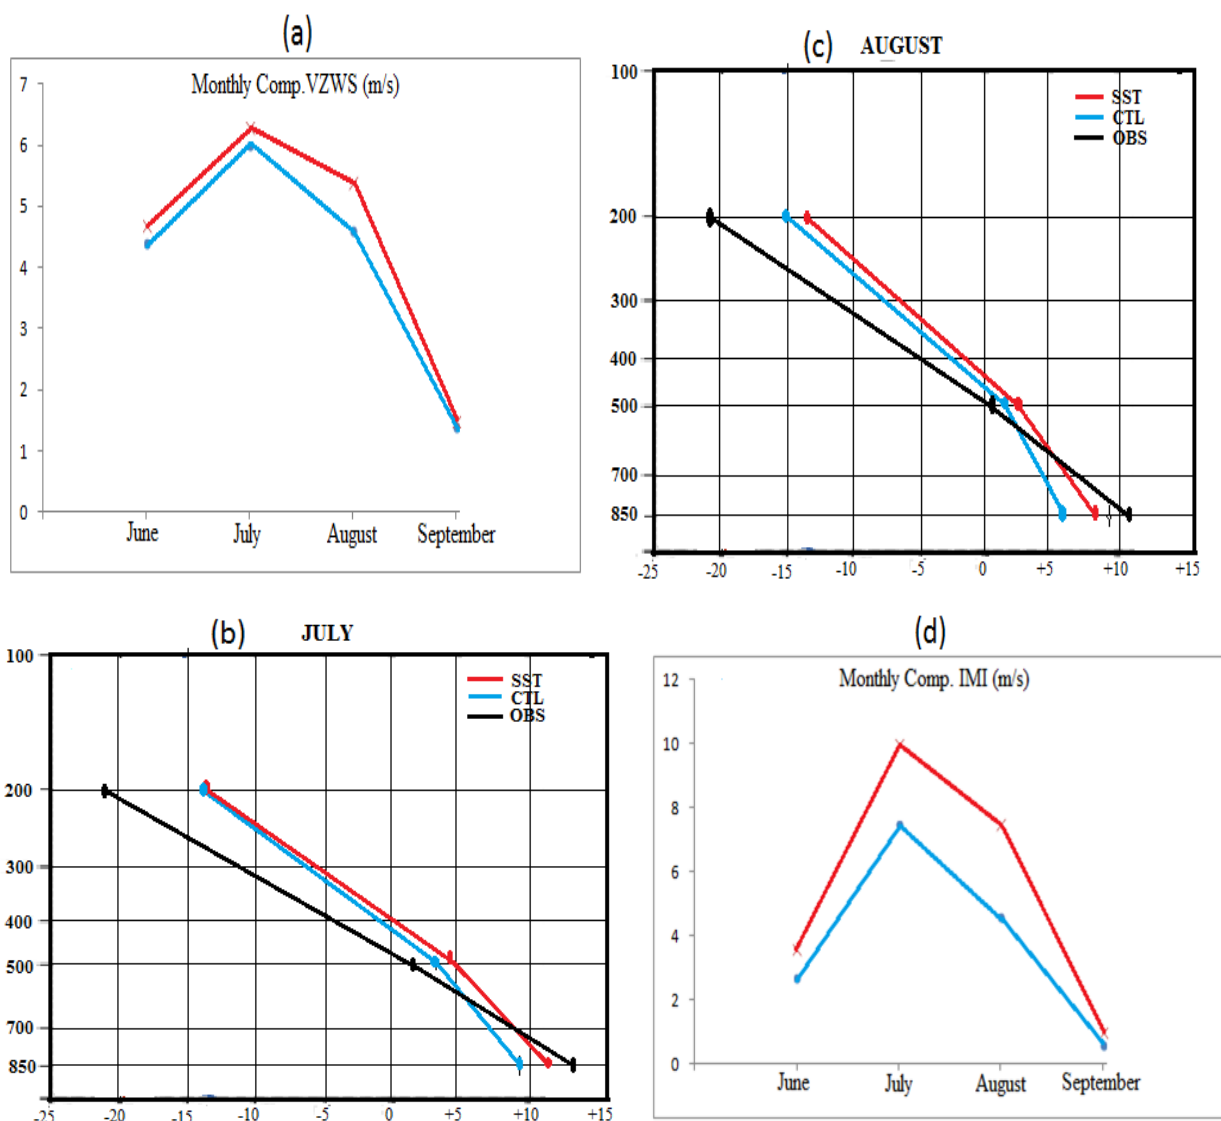 (a)
Monthly Comp.VZWS (m/s)
7
6
5
4
3
2
1
0
June July August September
(c) AUGUST
100
200
300
400
500
700
850
SST
CTL
OBS
-25 -20 -15 -10 -5 0 +5 +10 +15
(b) JULY
100
200
300
400
500
700
850
SST
CTL
OBS
-25 -20 -15 -10 -5 0 +5 +10 +15
(d)
Monthly Comp. IMI (m/s)
12
10
8
6
4
2
0
June July August September